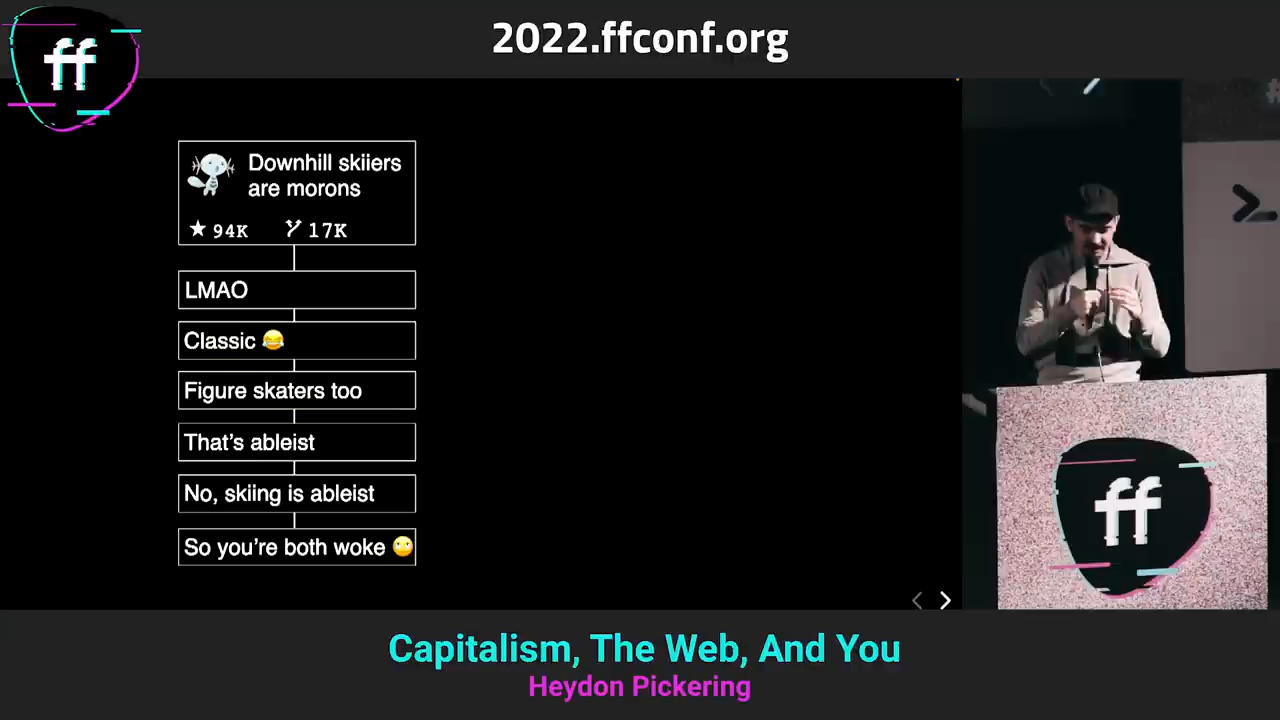 2022.ffconf.org
ff
Downhill skiiers
are morons
★ 94K 17K
LMAO
Classic 😂
Figure skaters too
That's ableist
No, skiing is ableist
So you're both woke 🙄
ff
Capitalism, The Web, And You
Heydon Pickering